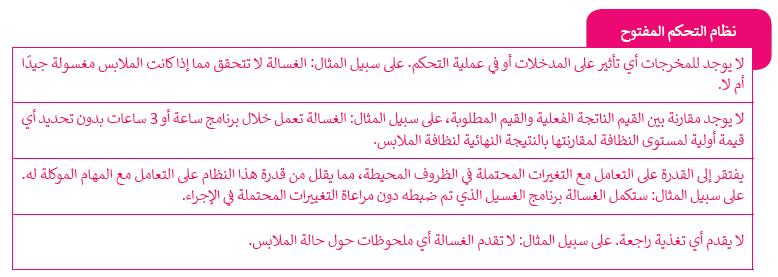 نظام التحكم المفتوح
لا يوجد للمخرجات أي تأثير على المدخلات أو في عملية التحكم. على سبيل المثال: الغسالة لا تتحقق مما إذا كانت الملابس مغسولة جيدًا
أم لا.
لا يوجد مقارنة بين القيم الناتجة الفعلية والقيم المطلوبة، على سبيل المثال: الغسالة تعمل خلال برنامج ساعة أو 3 ساعات بدون تحديد أي
قيمة أولية لمستوى النظافة لمقارنتها بالنتيجة النهائية لنظافة الملابس.
يفتقر إلى القدرة على التعامل مع التغيرات المحتملة في الظروف المحيطة، مما يقلل من قدرة هذا النظام على التعامل مع المهام الموكلة له.
على سبيل المثال: ستكمل الغسالة برنامج الغسيل الذي تم ضبطه دون مراعاة التغييرات المحتملة في الإجراء.
لا يقدم أي تغذية راجعة. على سبيل المثال: لا تقدم الغسالة أي ملحوظات حول حالة الملابس.